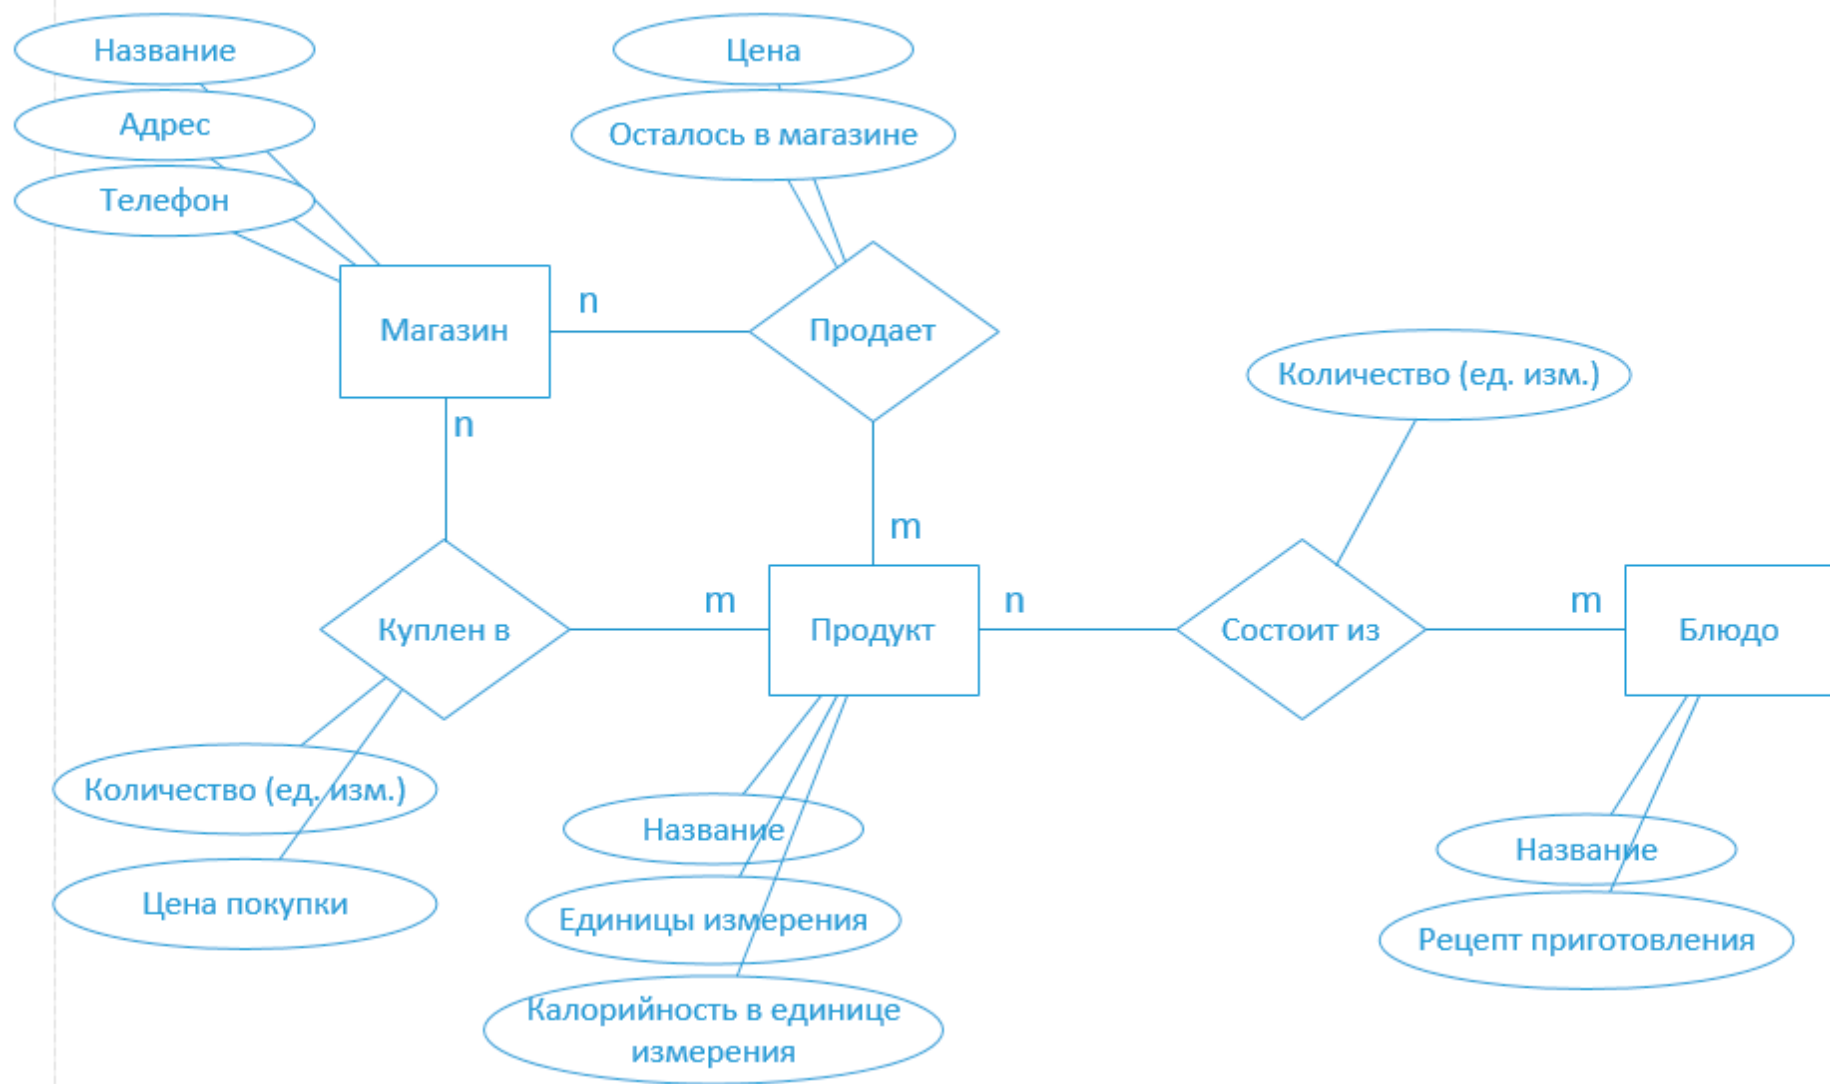 Название
Цена
Адрес
Осталось в магазине
Телефон
n
Магазин
Продает
Количество (ед. изм.)
n
m
m
n
m
Куплен в
Продукт
Состоит из
Блюдо
Количество (ед. изм.)
Название
Название
Цена покупки
Единицы измерения
Рецепт приготовления
Калорийность в единице
измерения